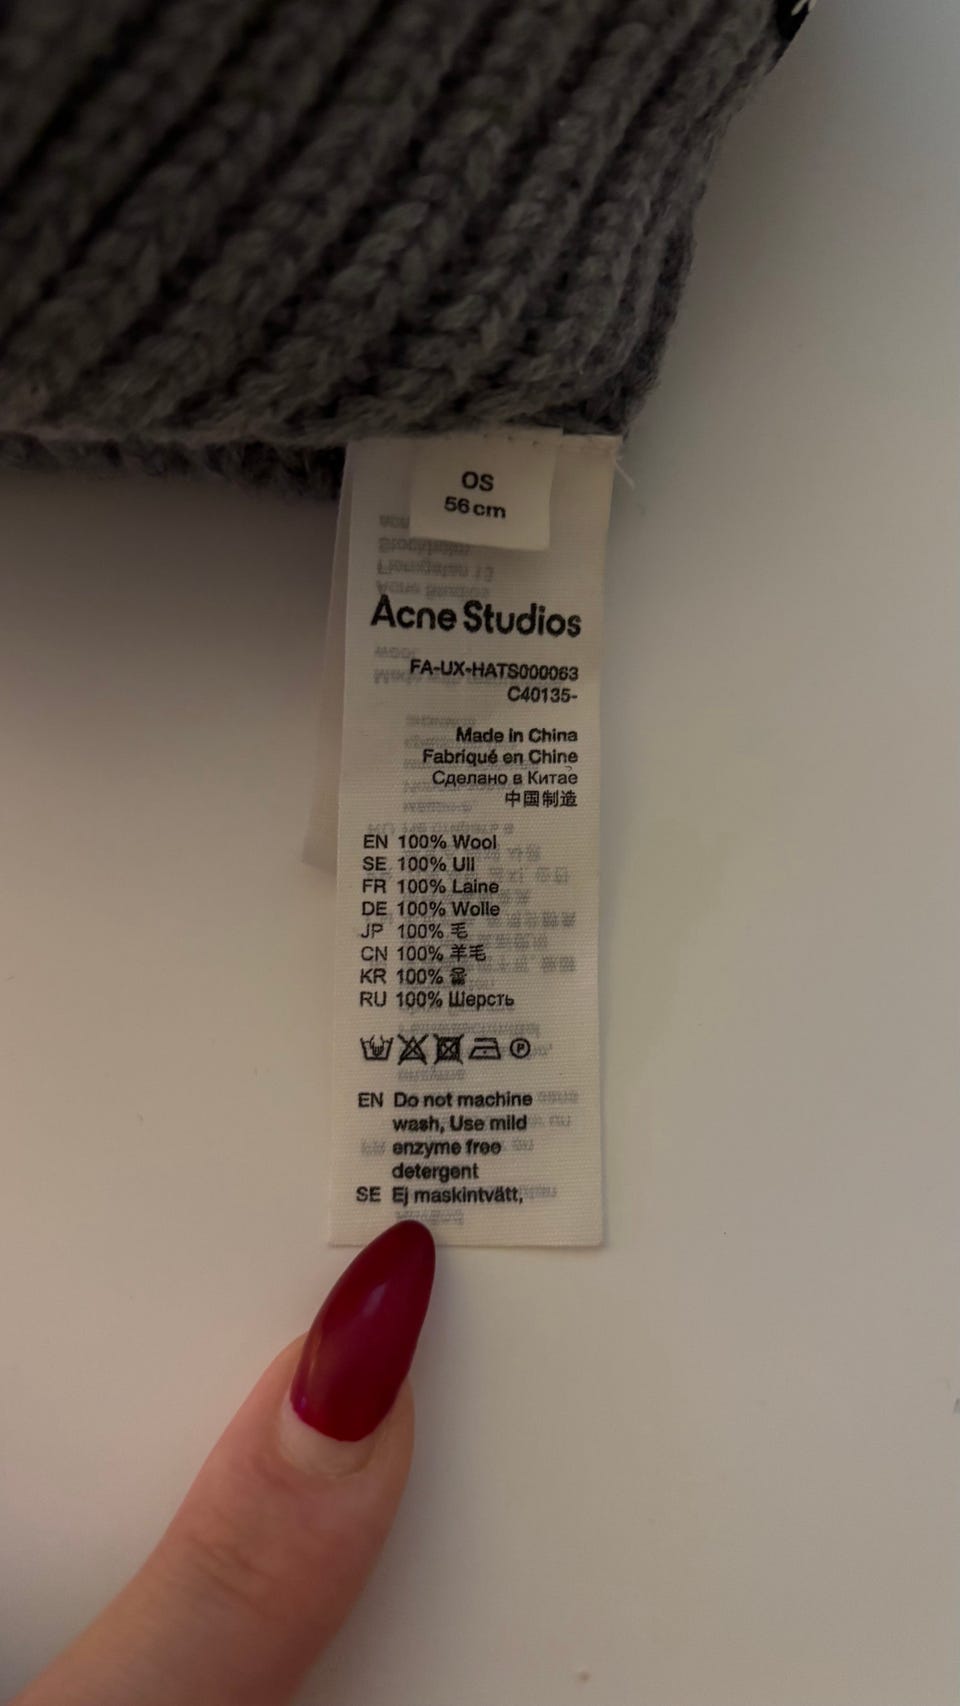 OS
56 cm
Acne Studios
FA-UX-HATS000063
C40135-
Made in China
Fabriqué en Chine
Сделано в Китае
中国制造
EN 100% Wool
SE 100% Ull
FR 100% Laine
DE 100% Wolle
JP 100% 毛
CN 100% 羊毛
KR 100% 울
RU 100% Шерсть
P
EN Do not machine
wash, Use mild
enzyme free
detergent
SE Ej maskintvätt,